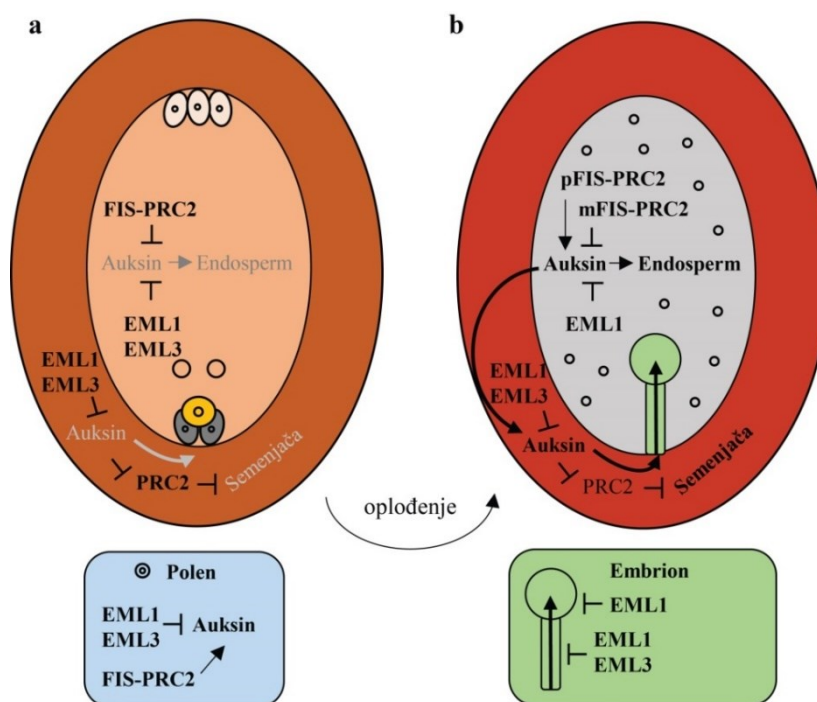 a
FIS-PRC2
Auksin
Endosperm
EML1
EML3
EML1
EML3
Auksin
PRC2
Semenjača
Polen
EML1
EML3
Auksin
FIS-PRC2
oplođenje
b
pFIS-PRC2
mFIS-PRC2
Auksin
Endosperm
EML1
EML1
EML3
Auksin
PRC2
Semenjača
Embrion
EML1
EML1
EML3